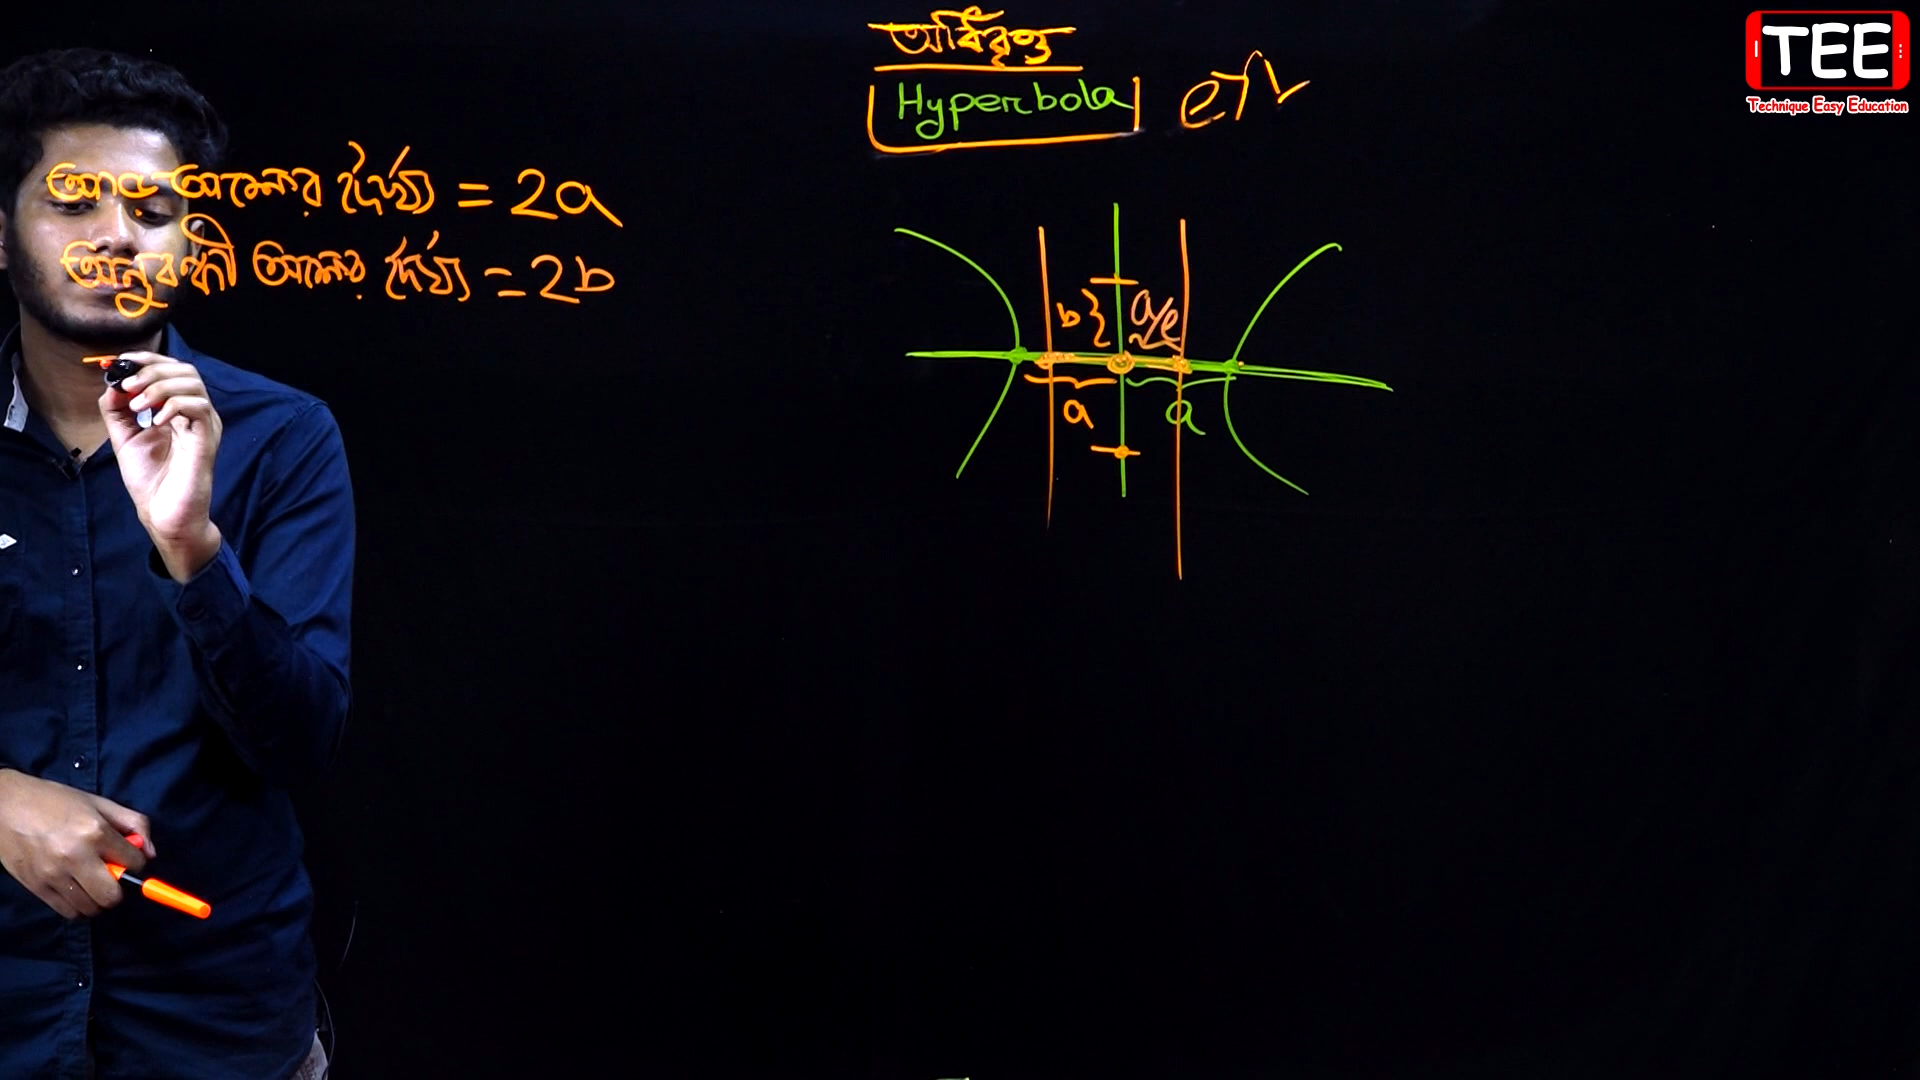 অধিবৃত্ত
Hyperbola e>1
আড় অক্ষের দৈর্ঘ্য = 2a
অনুবন্ধী অক্ষের দৈর্ঘ্য = 2b
b a/e
a a
TEE
Technique Easy Education